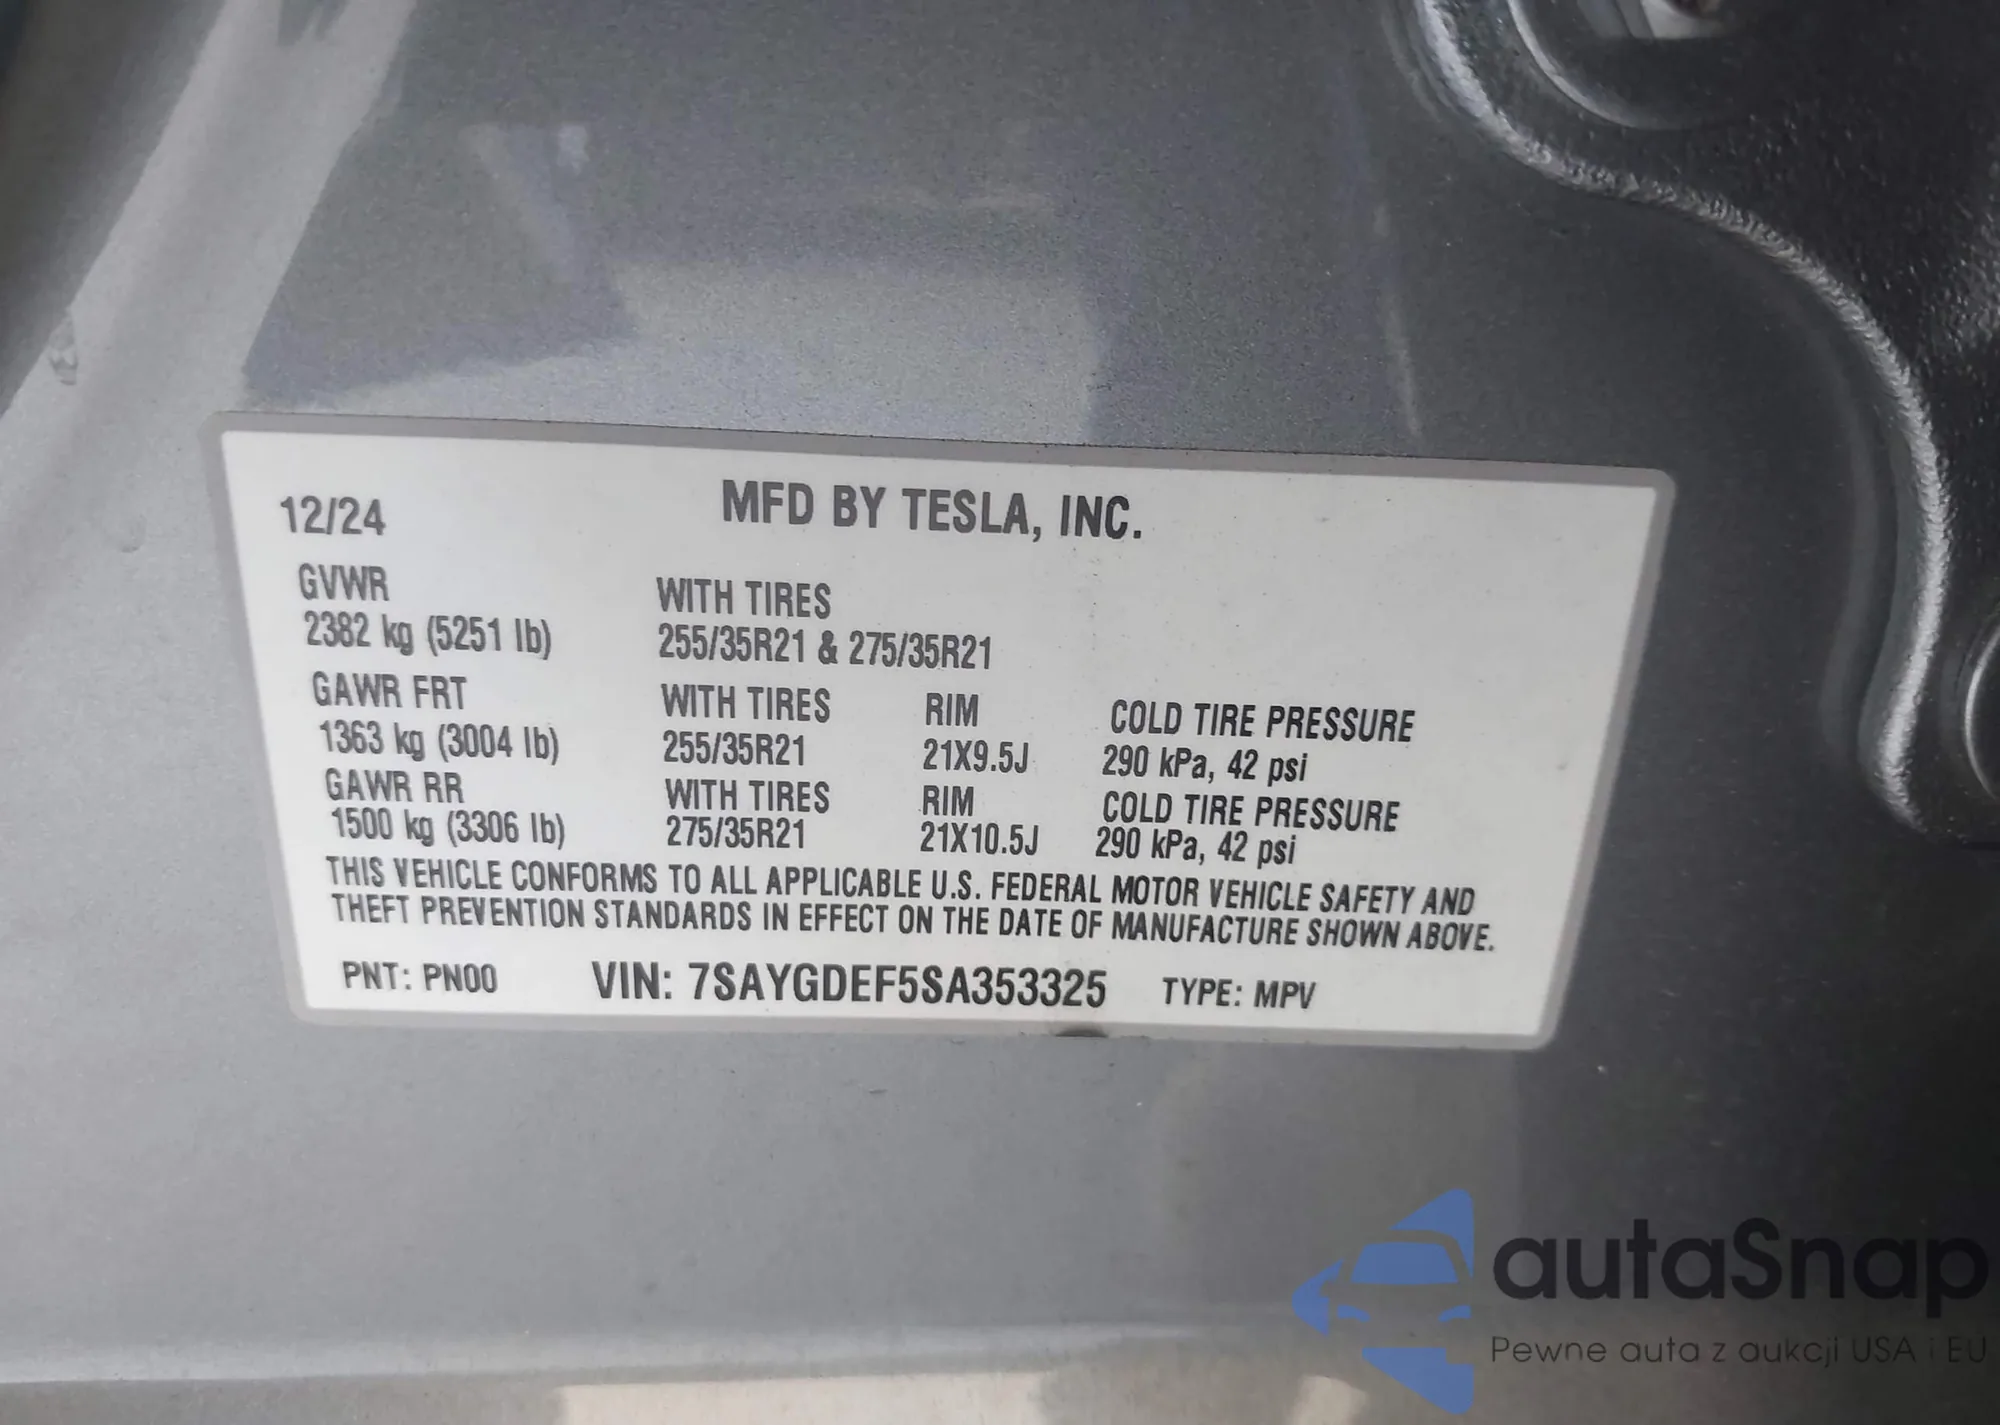 12/24 MFD BY TESLA, INC.
GVWR WITH TIRES
2382 kg (5251 lb) 255/35R21 & 275/35R21
GAWR FRT WITH TIRES RIM COLD TIRE PRESSURE
1363 kg (3004 lb) 255/35R21 21X9.5J 290 kPa, 42 psi
GAWR RR WITH TIRES RIM COLD TIRE PRESSURE
1500 kg (3306 lb) 275/35R21 21X10.5J 290 kPa, 42 psi
THIS VEHICLE CONFORMS TO ALL APPLICABLE U.S. FEDERAL MOTOR VEHICLE SAFETY AND
THEFT PREVENTION STANDARDS IN EFFECT ON THE DATE OF MANUFACTURE SHOWN ABOVE.
PNT: PN00 VIN: 7SAYGDEF5SA353325 TYPE: MPV
autaSnap
Pewne auta z aukcji USA i EU